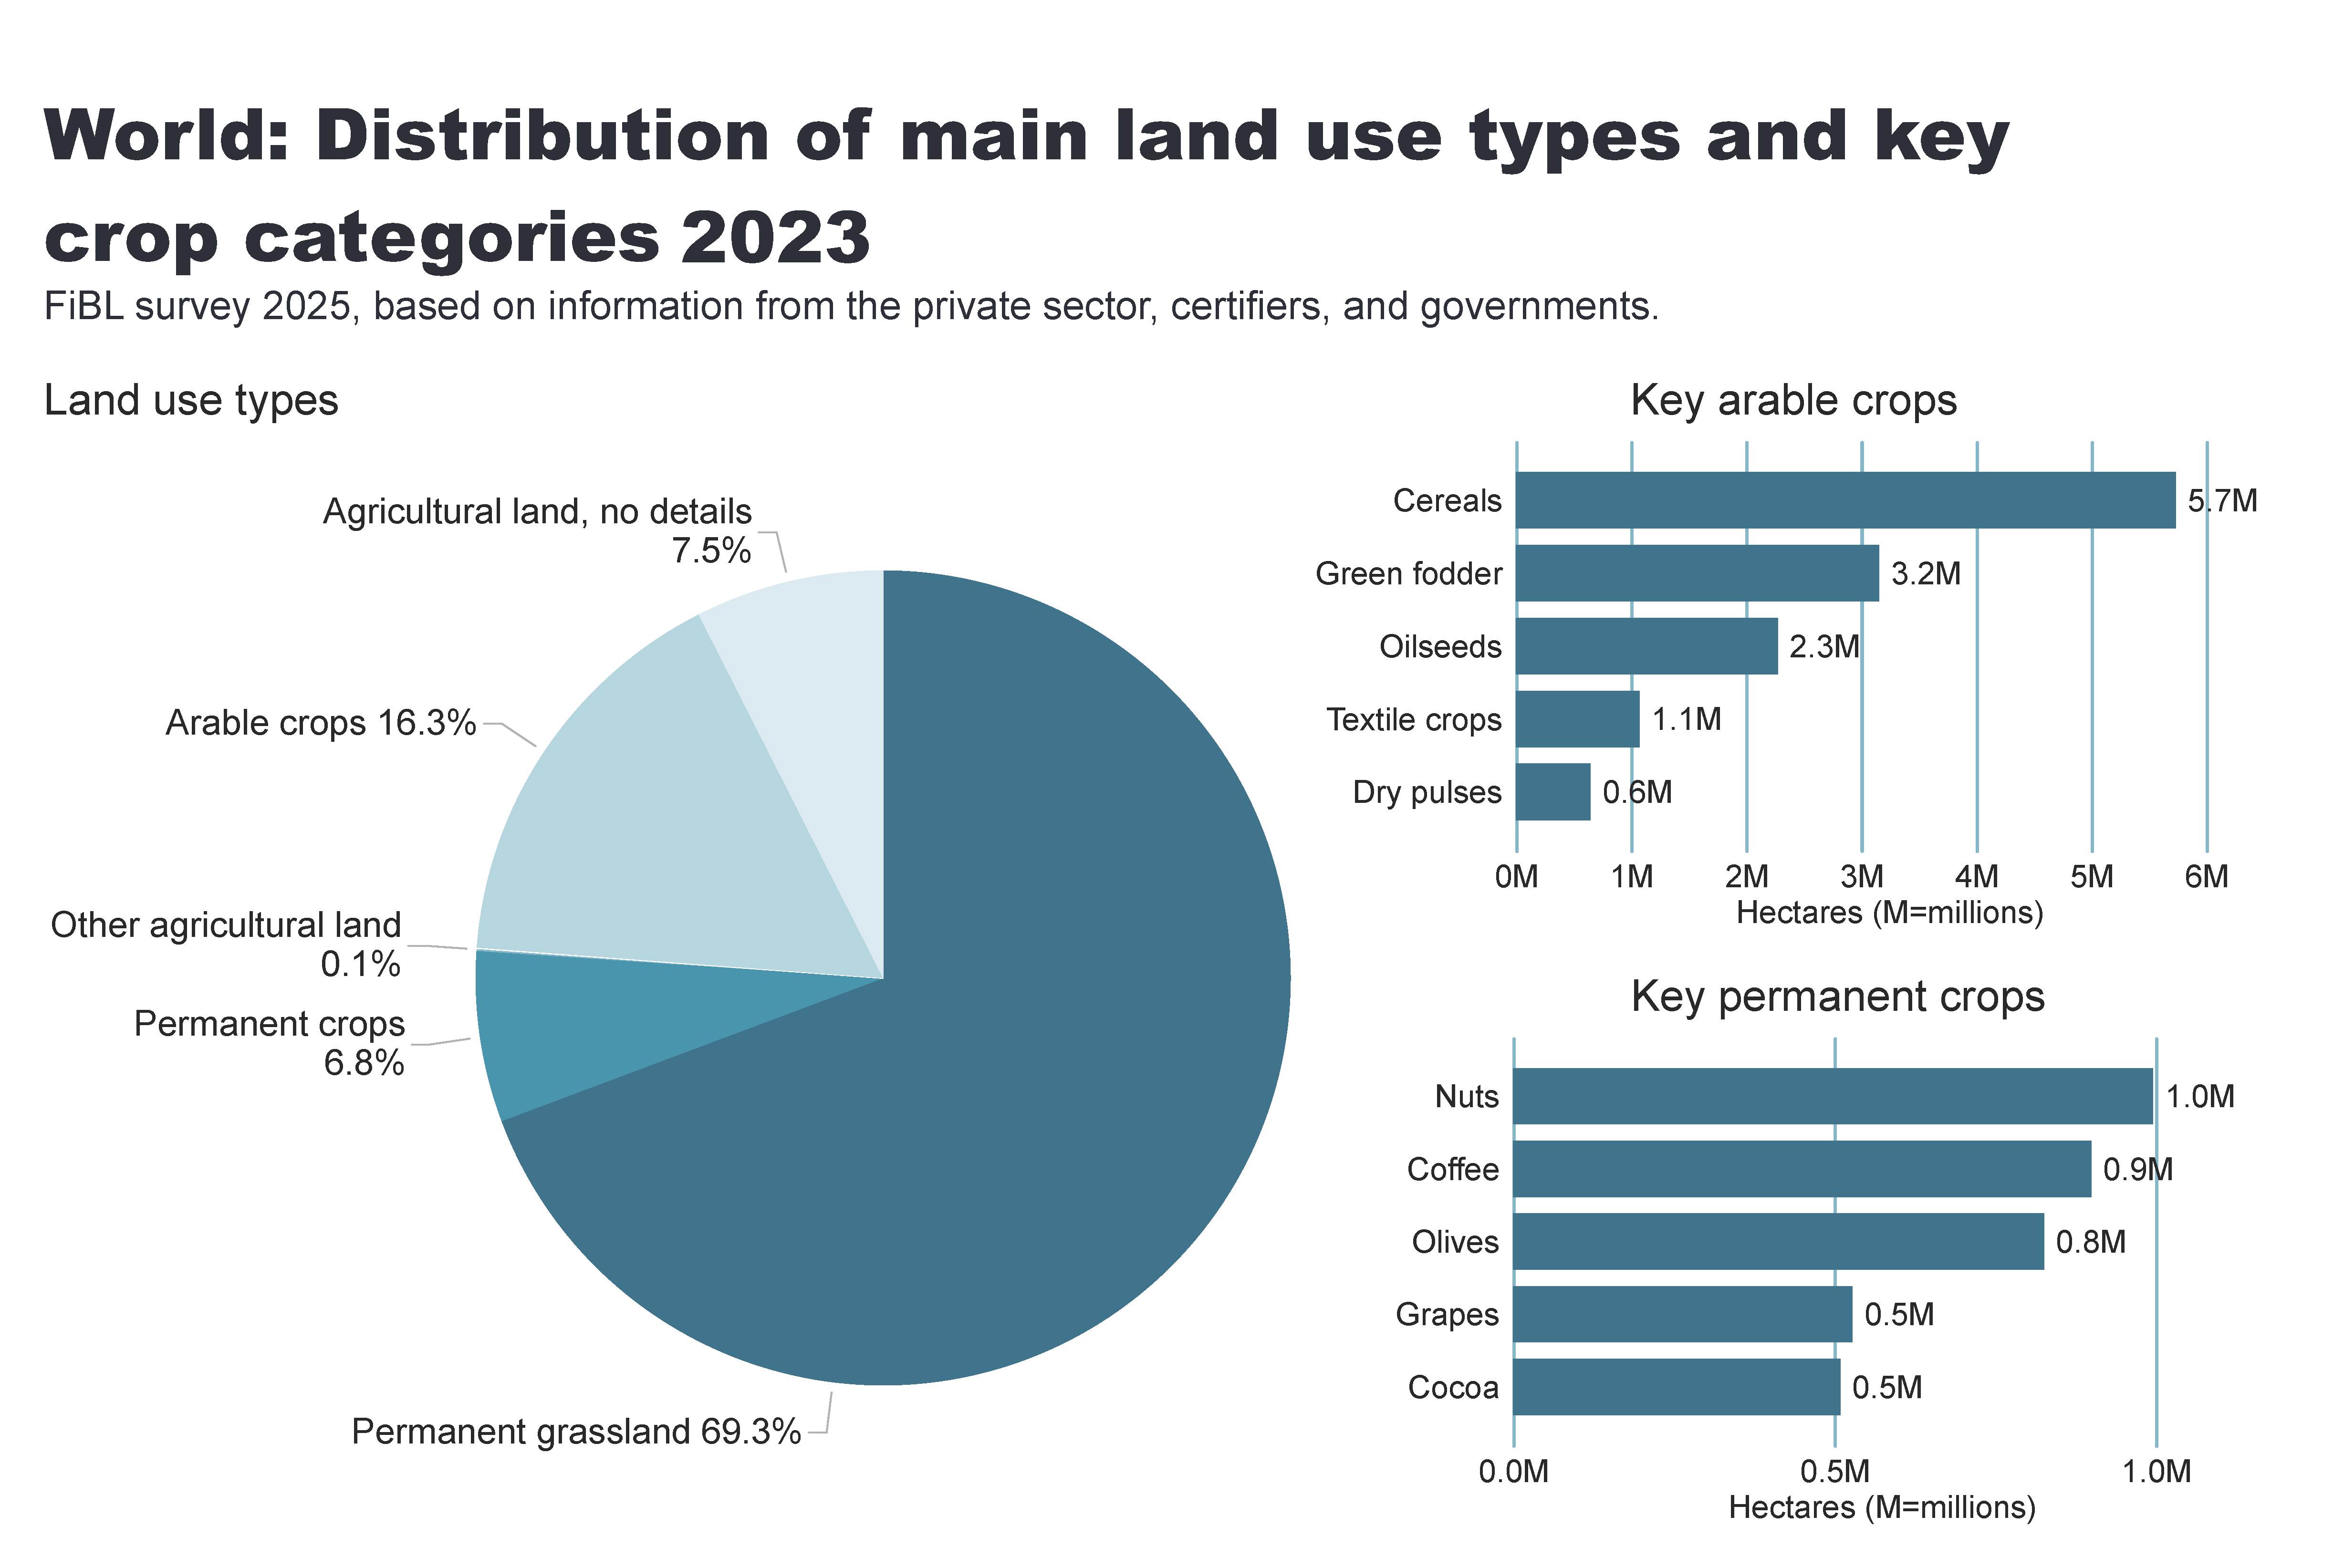 World: Distribution of main land use types and key
crop categories 2023
FiBL survey 2025, based on information from the private sector, certifiers, and governments.
Land use types
Agricultural land, no details
7.5%
Arable crops 16.3%
Other agricultural land
0.1%
Permanent crops
6.8%
Permanent grassland 69.3%
Key arable crops
Cereals 5.7M
Green fodder 3.2M
Oilseeds 2.3M
Textile crops 1.1M
Dry pulses 0.6M
0M 1M 2M 3M 4M 5M 6M
Hectares (M=millions)
Key permanent crops
Nuts 1.0M
Coffee 0.9M
Olives 0.8M
Grapes 0.5M
Cocoa 0.5M
0.0M 0.5M 1.0M
Hectares (M=millions)